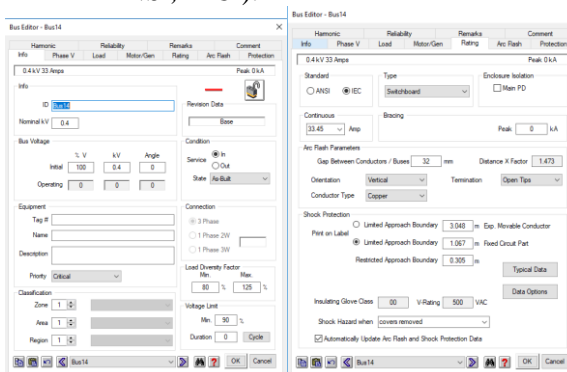 Bus Editor - Bus14
Harmonic Reliability Remarks Comment
Info Phase V Load Motor/Gen Rating Arc Flash Protection
0.4 kV 33 Amps Peak 0 kA
Info
ID Bus14
Nominal kV 0.4
Revision Data
Base
Bus Voltage
% V kV Angle
Initial 100 0.4 0
Operating 0 0 0
Condition
Service In
Out
State As-Built
Equipment
Tag #
Name
Description
Priority Critical
Connection
3 Phase
1 Phase 2W
1 Phase 3W
Load Diversity Factor
Min. Max.
80 % 125 %
Classification
Zone 1
Area 1
Region 1
Voltage Limit
Min. 90 %
Duration 0 Cycle
Bus14 OK Cancel
Bus Editor - Bus14
Harmonic Reliability Remarks Comment
Info Phase V Load Motor/Gen Rating Arc Flash Protection
0.4 kV 33 Amps Peak 0 kA
Standard
ANSI IEC
Type
Switchboard
Enclosure Isolation
Main PD
Continuous
33.45 Amp
Bracing
Peak 0 kA
Arc Flash Parameters
Gap Between Conductors / Buses 32 mm Distance X Factor 1.473
Orientation Vertical Termination Open Tips
Conductor Type Copper
Shock Protection
Print on Label
Limited Approach Boundary 3.048 m Exp. Movable Conductor
Limited Approach Boundary 1.067 m Fixed Circuit Part
Restricted Approach Boundary 0.305 m
Typical Data
Data Options
Insulating Glove Class 00 V-Rating 500 VAC
Shock Hazard when covers removed
Automatically Update Arc Flash and Shock Protection Data
Bus14 OK Cancel